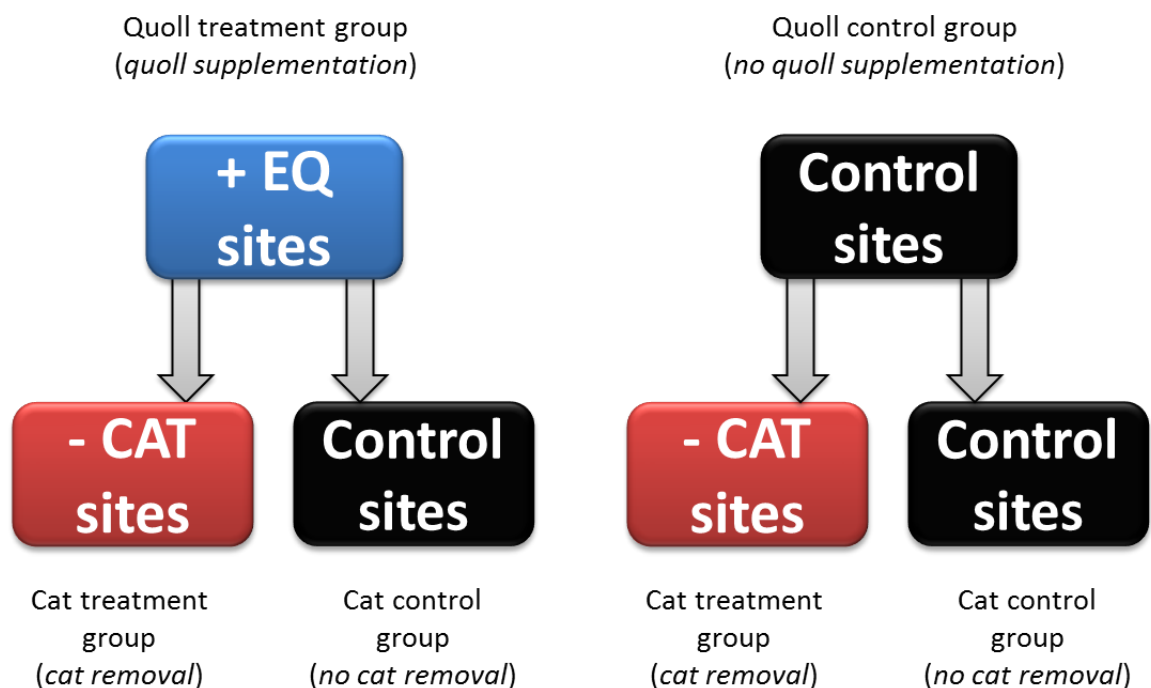 Quoll treatment group
(quoll supplementation)
Quoll control group
(no quoll supplementation)
+ EQ
sites
Control
sites
- CAT
sites
Control
sites
- CAT
sites
Control
sites
Cat treatment
group
(cat removal)
Cat control
group
(no cat removal)
Cat treatment
group
(cat removal)
Cat control
group
(no cat removal)